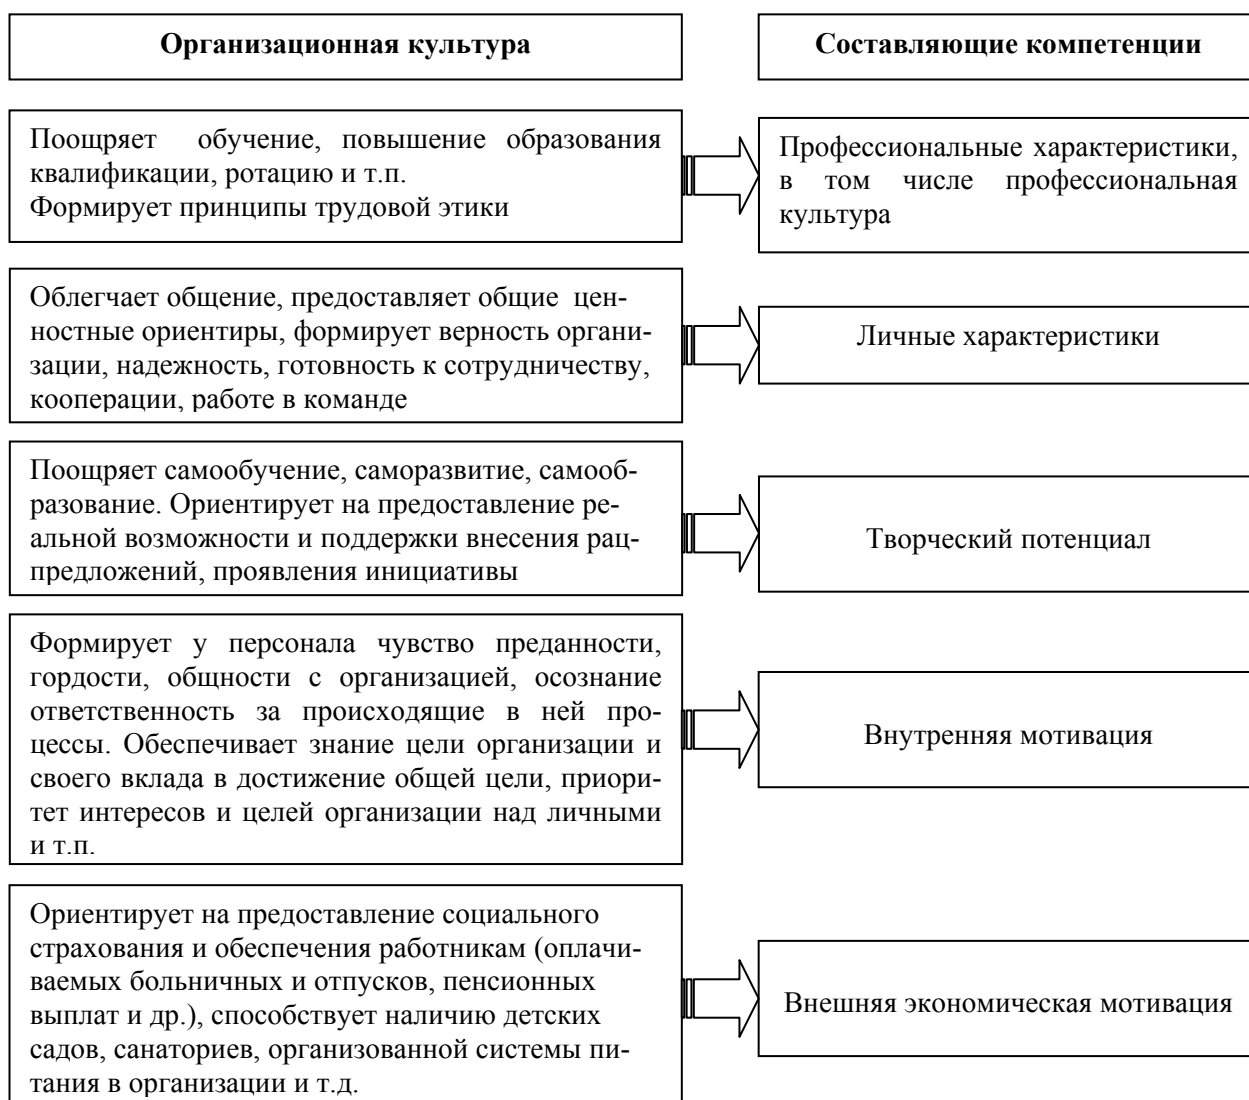 Организационная культура
Составляющие компетенции
Поощряет обучение, повышение образования
квалификации, ротацию и т.п.
Формирует принципы трудовой этики
Профессиональные характеристики,
в том числе профессиональная
культура
Облегчает общение, предоставляет общие цен-
ностные ориентиры, формирует верность органи-
зации, надежность, готовность к сотрудничеству,
кооперации, работе в команде
Личные характеристики
Поощряет самообучение, саморазвитие, самооб-
разование. Ориентирует на предоставление ре-
альной возможности и поддержки внесения рац-
предложений, проявления инициативы
Творческий потенциал
Формирует у персонала чувство преданности,
гордости, общности с организацией, осознание
ответственность за происходящие в ней про-
цессы. Обеспечивает знание цели организации и
своего вклада в достижение общей цели, приори-
тет интересов и целей организации над личными
и т.п.
Внутренняя мотивация
Ориентирует на предоставление социального
страхования и обеспечения работникам (оплачи-
ваемых больничных и отпусков, пенсионных
выплат и др.), способствует наличию детских
садов, санаториев, организованной системы пи-
тания в организации и т.д.
Внешняя экономическая мотивация